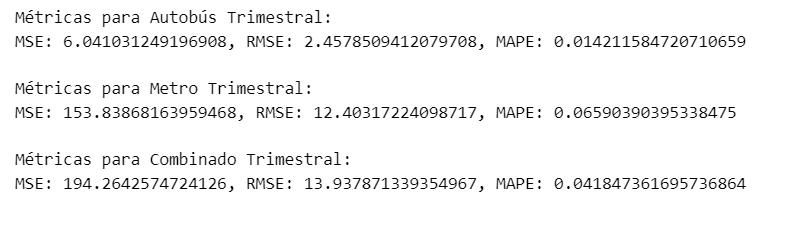 Métricas para Autobús Trimestral:
MSE: 6.041031249196908, RMSE: 2.4578509412079708, MAPE: 0.014211584720710659
Métricas para Metro Trimestral:
MSE: 153.83868163959468, RMSE: 12.40317224098717, MAPE: 0.06590390395338475
Métricas para Combinado Trimestral:
MSE: 194.2642574724126, RMSE: 13.937871339354967, MAPE: 0.041847361695736864